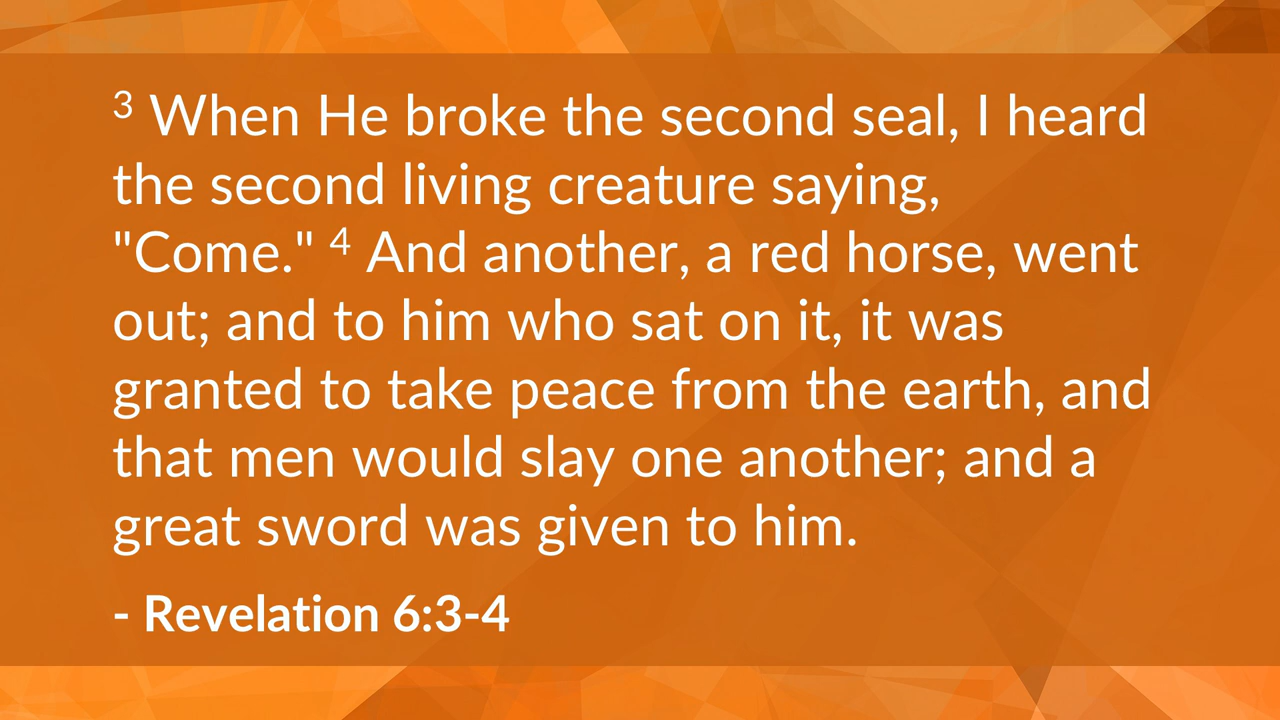 3 When He broke the second seal, I heard
the second living creature saying,
"Come." 4 And another, a red horse, went
out; and to him who sat on it, it was
granted to take peace from the earth, and
that men would slay one another; and a
great sword was given to him.
- Revelation 6:3-4